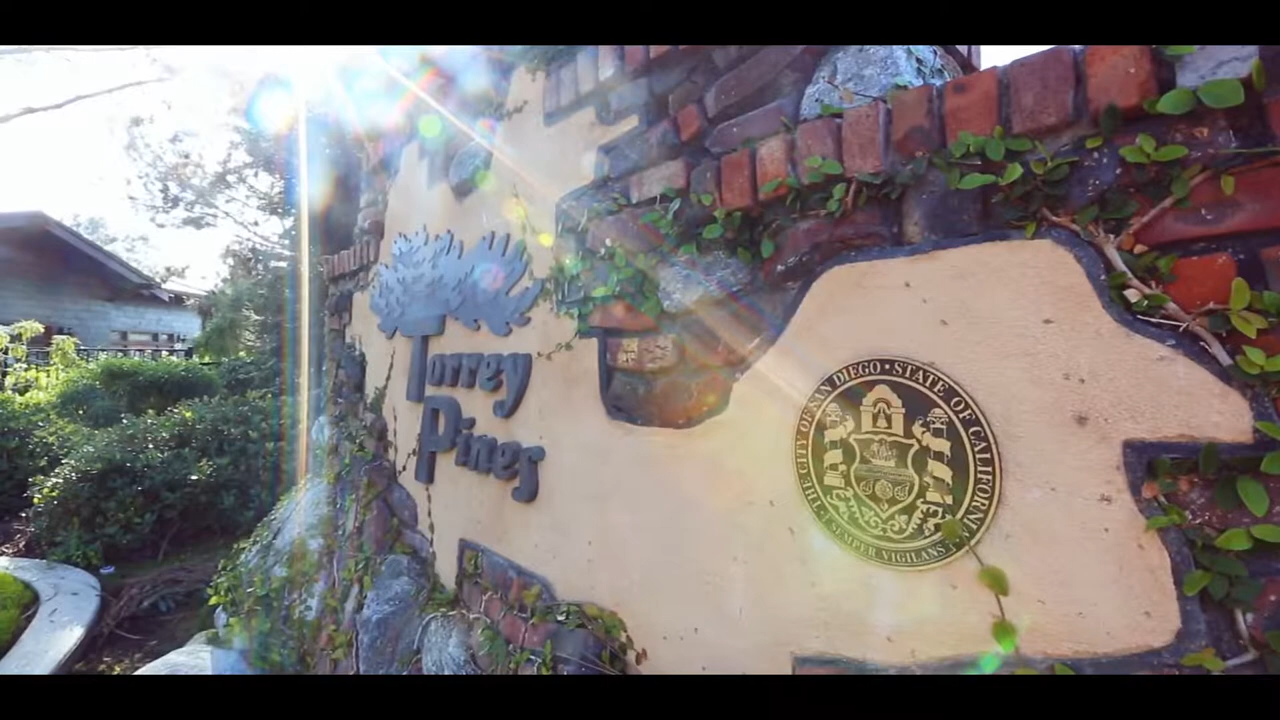 Torrey
Pines
THE CITY OF SAN DIEGO • STATE OF CALIFORNIA
SEMPER VIGILANS